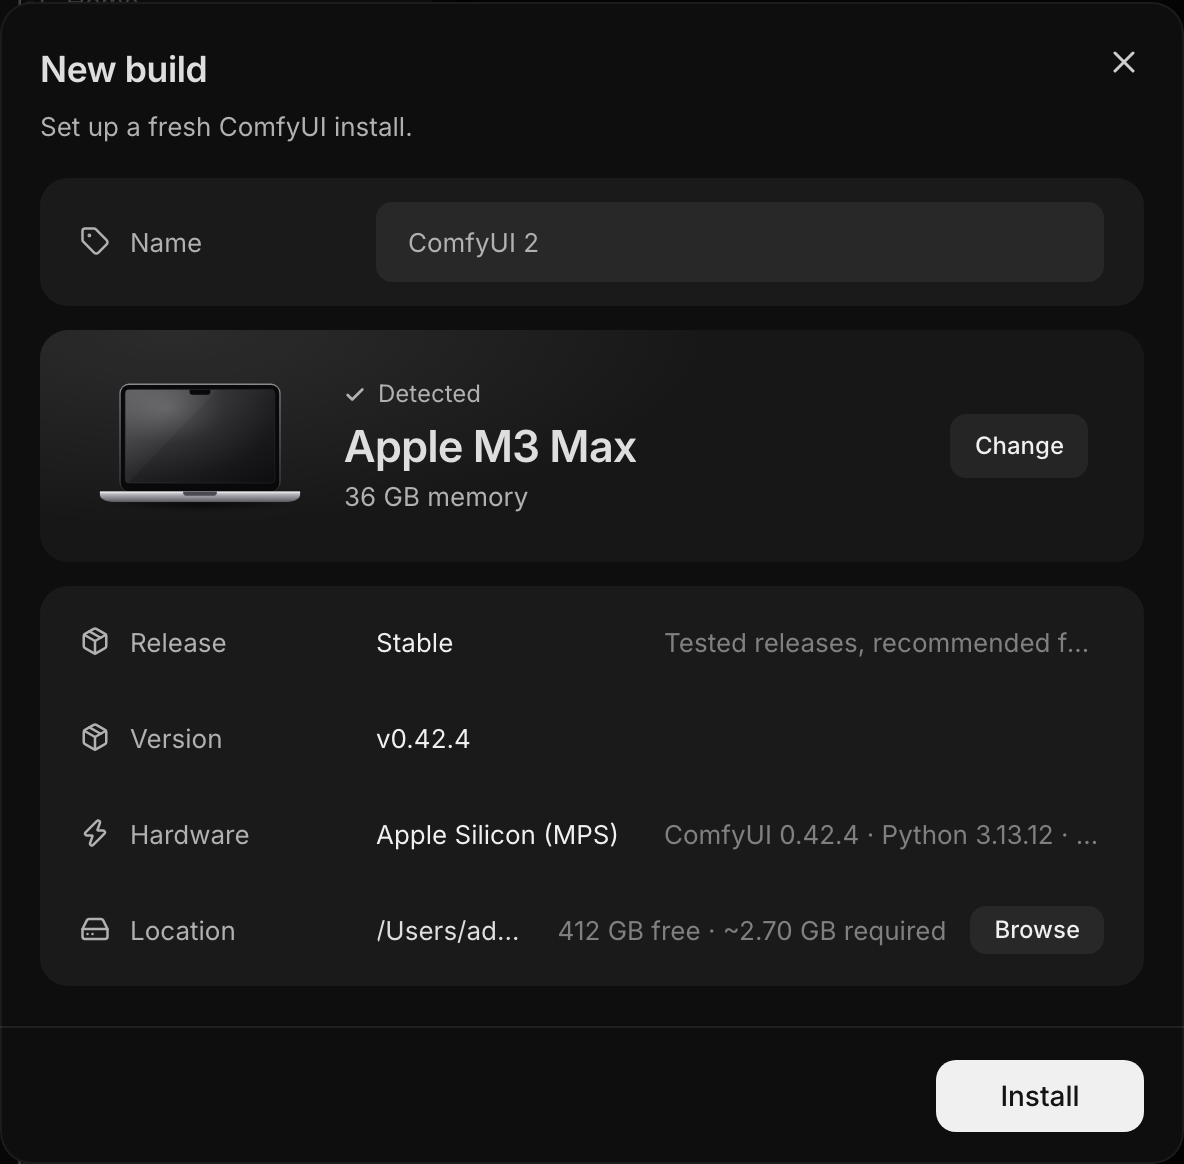 New build
Set up a fresh ComfyUI install.
Name
ComfyUI 2
Detected
Apple M3 Max
36 GB memory
Change
Release Stable Tested releases, recommended f...
Version v0.42.4
Hardware Apple Silicon (MPS) ComfyUI 0.42.4 · Python 3.13.12 · ...
Location /Users/ad... 412 GB free · ~2.70 GB required Browse
Install